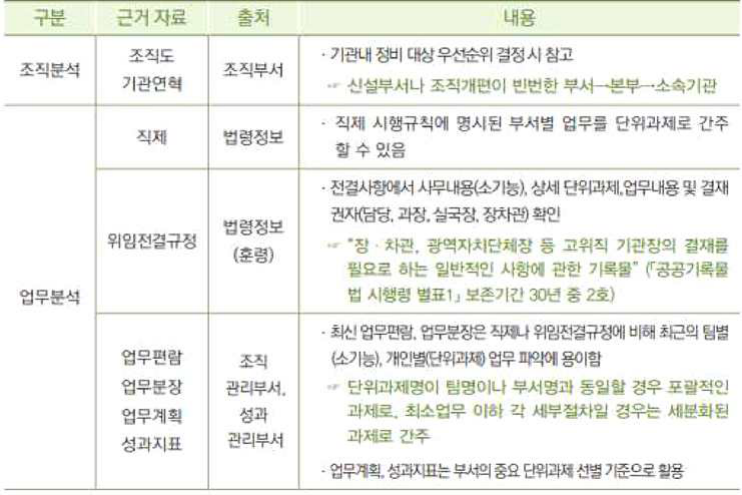 구분 근거 자료 출처 내용
조직분석
조직도
기관연혁
조직부서
· 기관내 정비 대상 우선순위 결정 시 참고
☞ 신설부서나 조직개편이 빈번한 부서→본부→소속기관
업무분석
직제
법령정보
· 직제 시행규칙에 명시된 부서별 업무를 단위과제로 간주
할 수 있음
위임전결규정
법령정보
(훈령)
· 전결사항에서 사무내용(소기능), 상세 단위과제,업무내용 및 결재
권자(담당, 과장, 실국장, 장차관) 확인
☞ "장 · 차관, 광역자치단체장 등 고위직 기관장의 결재를
필요로 하는 일반적인 사항에 관한 기록물" (「공공기록물
법 시행령 별표1」 보존기간 30년 중 2호)
업무편람
업무분장
업무계획
성과지표
조직
관리부서,
성과
관리부서
· 최신 업무편람, 업무분장은 직제나 위임전결규정에 비해 최근의 팀별
(소기능), 개인별(단위과제) 업무 파악에 용이함
☞ 단위과제명이 팀명이나 부서명과 동일할 경우 포괄적인
과제로, 최소업무 이하 각 세부절차일 경우는 세분화된
과제로 간주
· 업무계획, 성과지표는 부서의 중요 단위과제 선별 기준으로 활용